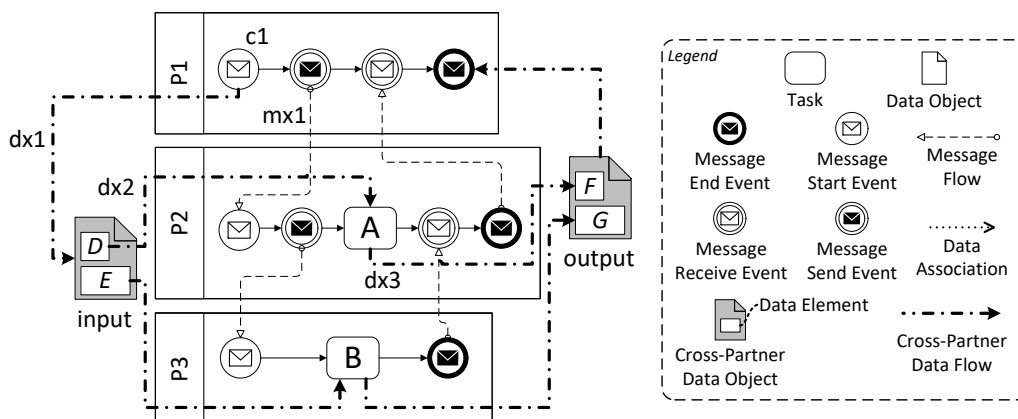 c1
P1
mx1
dx1
dx2
P2
A
F
G
D
E
dx3
output
input
P3
B
Legend
Task
Data Object
Message
End Event
Message
Start Event
Message
Flow
Message
Receive Event
Message
Send Event
Data
Association
Data Element
Cross-Partner
Data Object
Cross-Partner
Data Flow